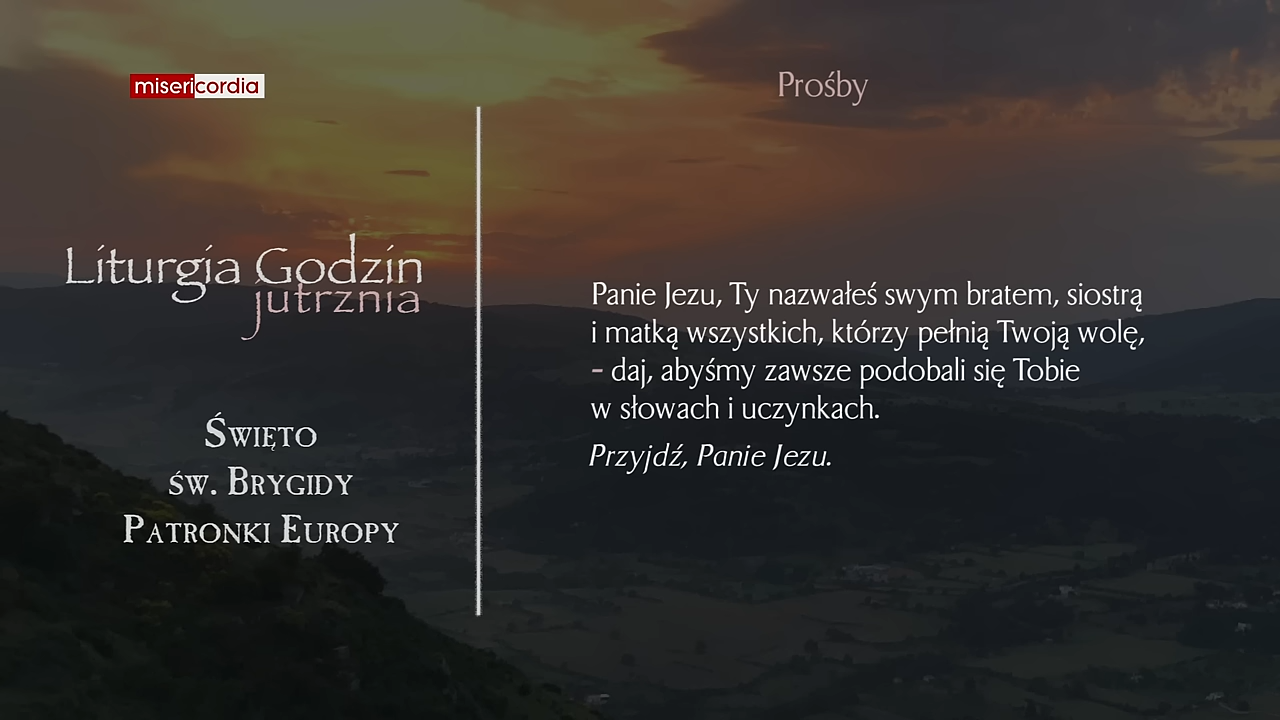 misericordia
Liturgia Godzin
jutrznia
Święto
św. Brygidy
Patronki Europy
Prośby
Panie Jezu, Ty nazwałeś swym bratem, siostrą
i matką wszystkich, którzy pełnią Twoją wolę,
- daj, abyśmy zawsze podobali się Tobie
w słowach i uczynkach.
Przyjdź, Panie Jezu.